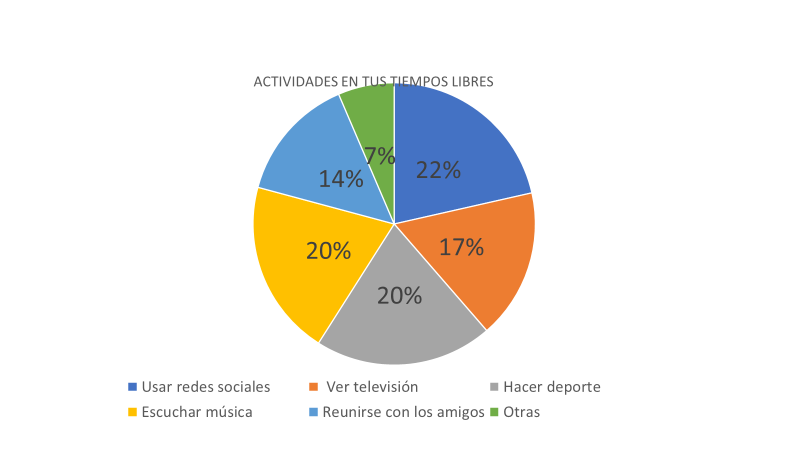 ACTIVIDADES EN TUS TIEMPOS LIBRES
7%
22%
14%
17%
20%
20%
Usar redes sociales
Ver televisión
Hacer deporte
Escuchar música
Reunirse con los amigos
Otras